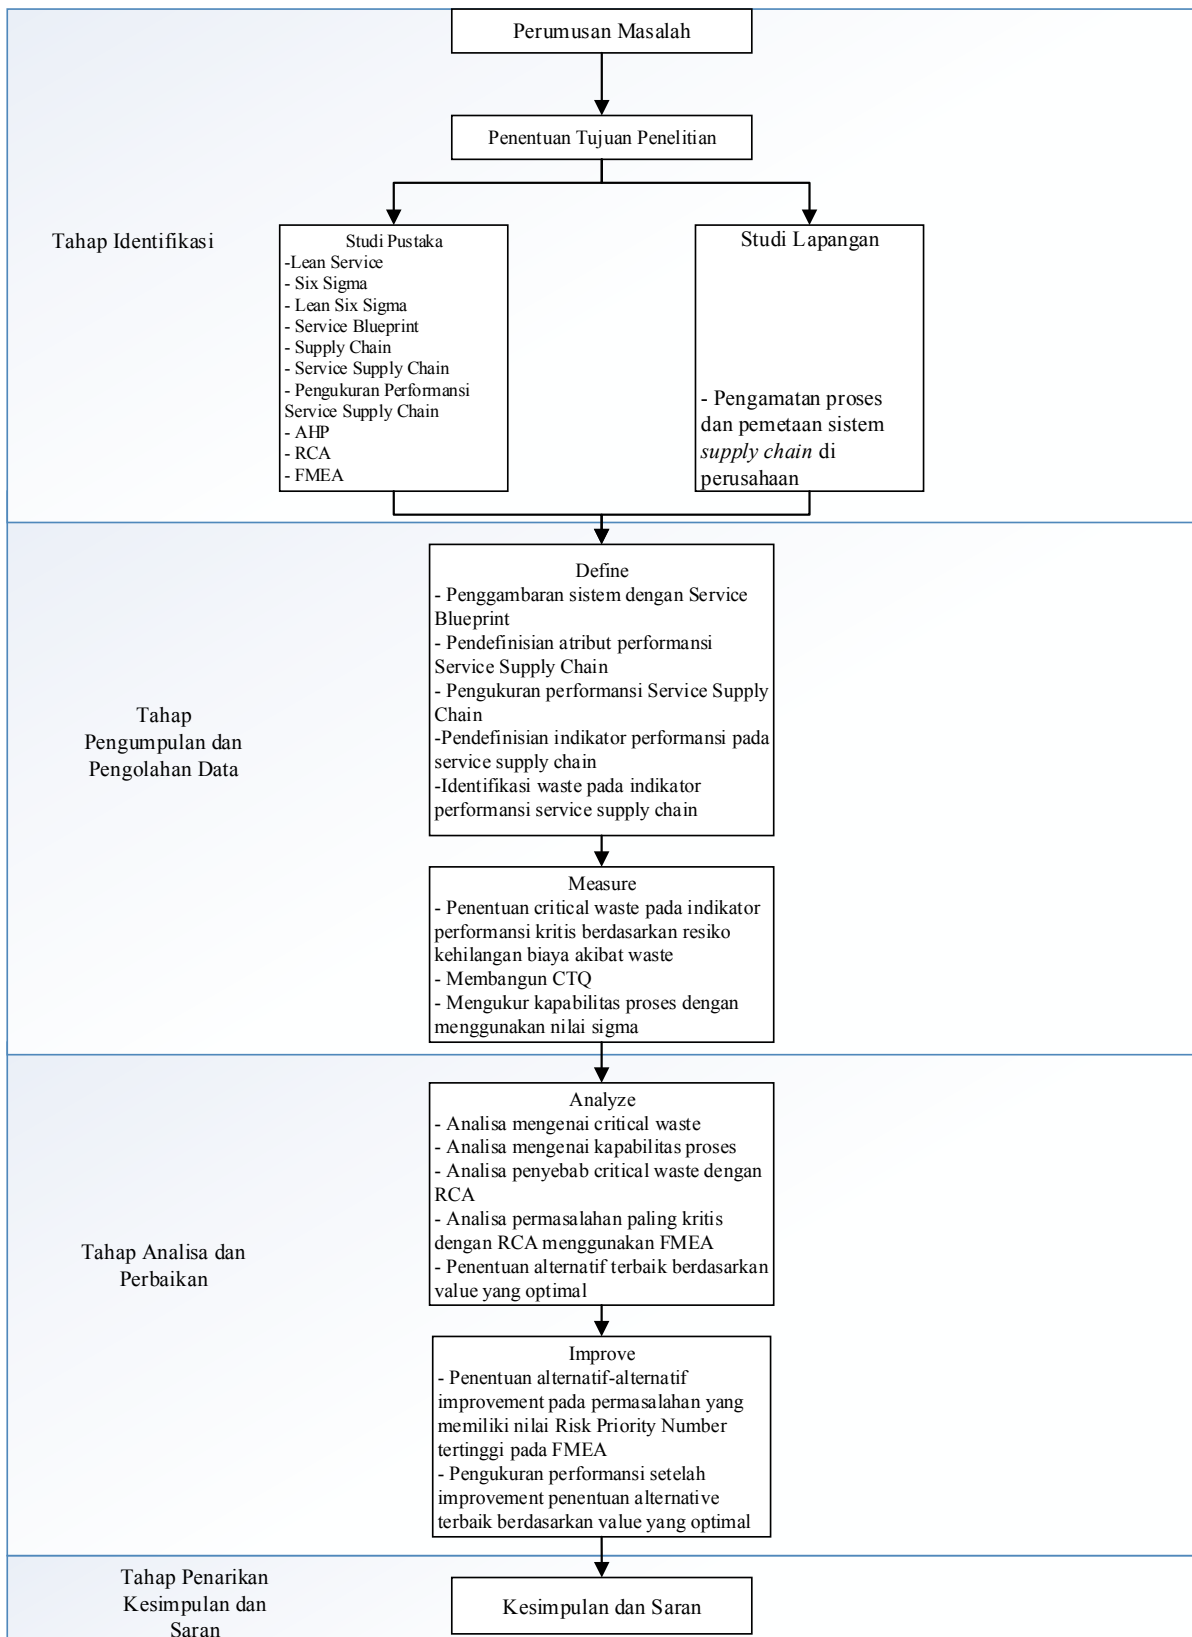 Perumusan Masalah
Penentuan Tujuan Penelitian
Tahap Identifikasi
Studi Pustaka
-Lean Service
- Six Sigma
- Lean Six Sigma
- Service Blueprint
- Supply Chain
- Service Supply Chain
- Pengukuran Performansi
Service Supply Chain
- AHP
- RCA
- FMEA
Studi Lapangan
- Pengamatan proses
dan pemetaan sistem
supply chain di
perusahaan
Tahap
Pengumpulan dan
Pengolahan Data
Define
- Penggambaran sistem dengan Service
Blueprint
- Pendefinisian atribut performansi
Service Supply Chain
- Pengukuran performansi Service Supply
Chain
-Pendefinisian indikator performansi pada
service supply chain
-Identifikasi waste pada indikator
performansi service supply chain
Measure
- Penentuan critical waste pada indikator
performansi kritis berdasarkan resiko
kehilangan biaya akibat waste
- Membangun CTQ
- Mengukur kapabilitas proses dengan
menggunakan nilai sigma
Tahap Analisa dan
Perbaikan
Analyze
- Analisa mengenai critical waste
- Analisa mengenai kapabilitas proses
- Analisa penyebab critical waste dengan
RCA
- Analisa permasalahan paling kritis
dengan RCA menggunakan FMEA
- Penentuan alternatif terbaik berdasarkan
value yang optimal
Improve
- Penentuan alternatif-alternatif
improvement pada permasalahan yang
memiliki nilai Risk Priority Number
tertinggi pada FMEA
- Pengukuran performansi setelah
improvement penentuan alternative
terbaik berdasarkan value yang optimal
Tahap Penarikan
Kesimpulan dan
Saran
Kesimpulan dan Saran